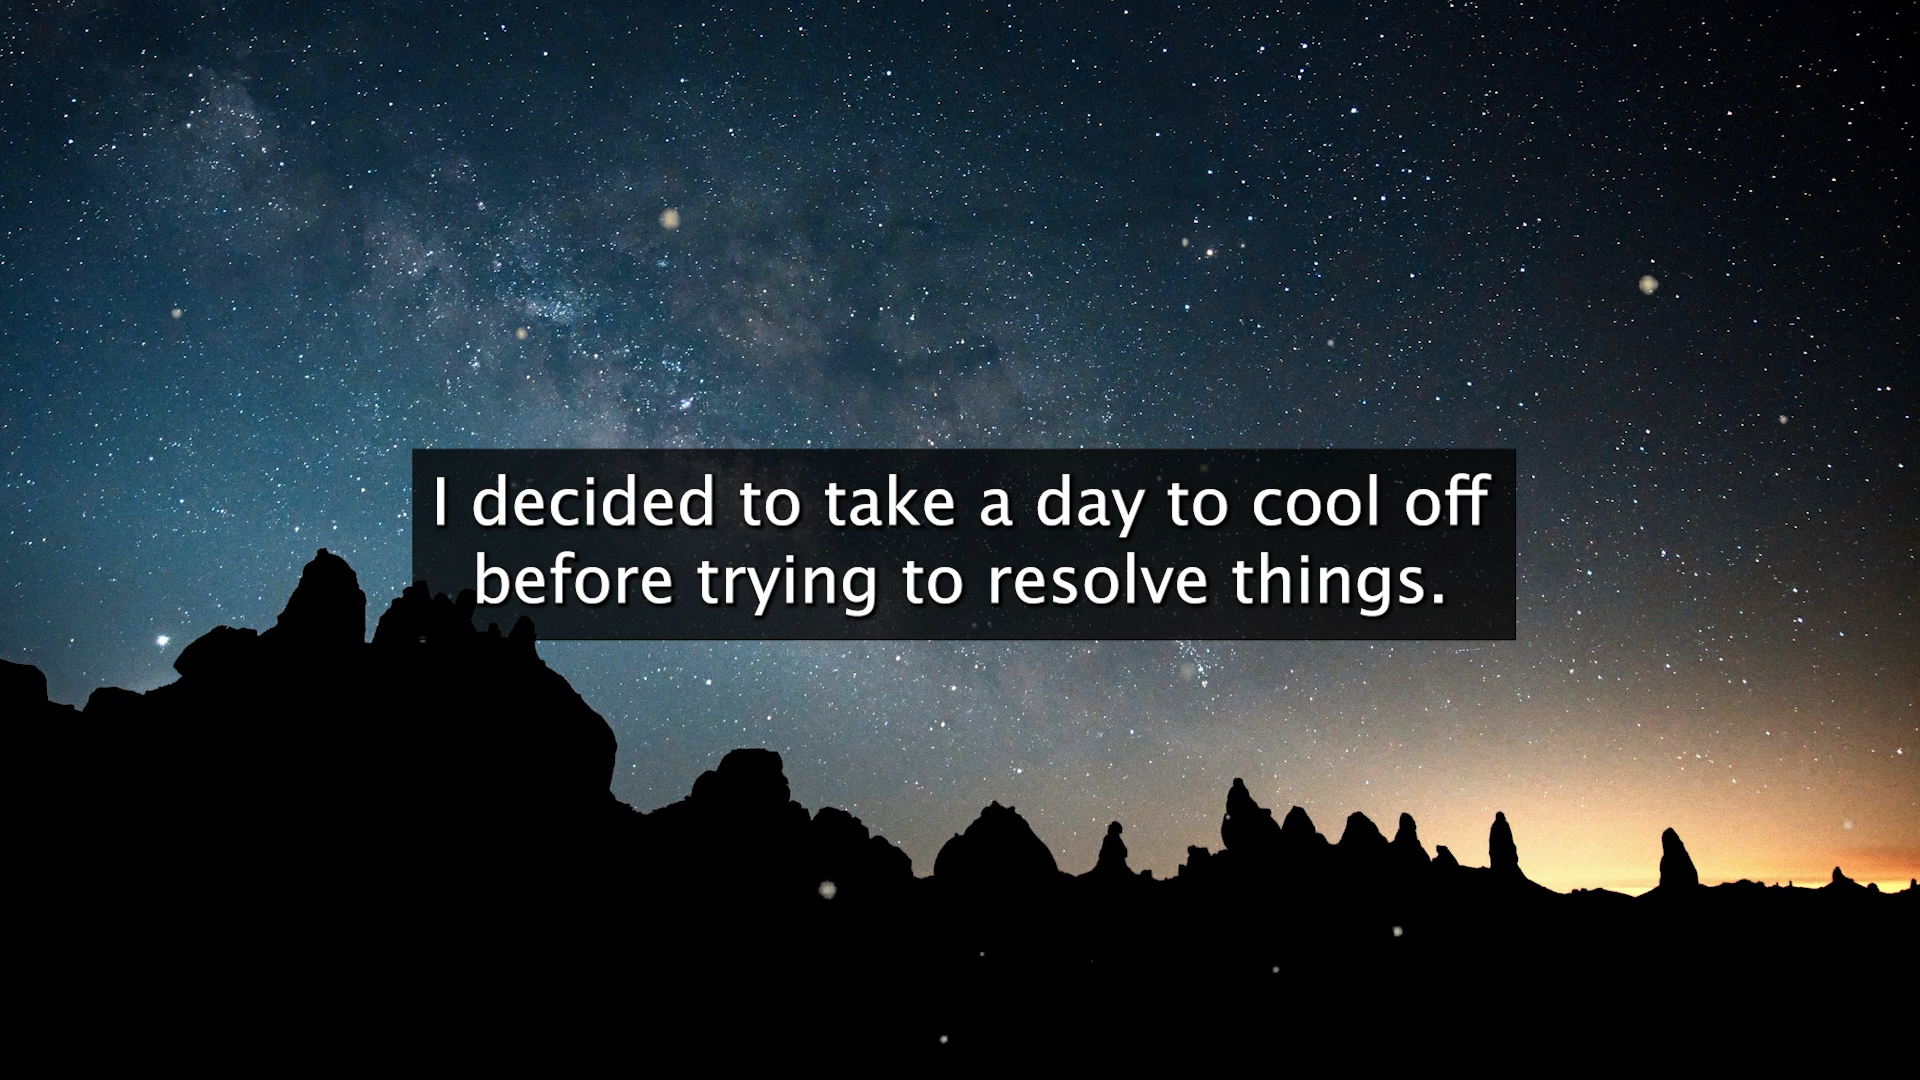 I decided to take a day to cool off
before trying to resolve things.